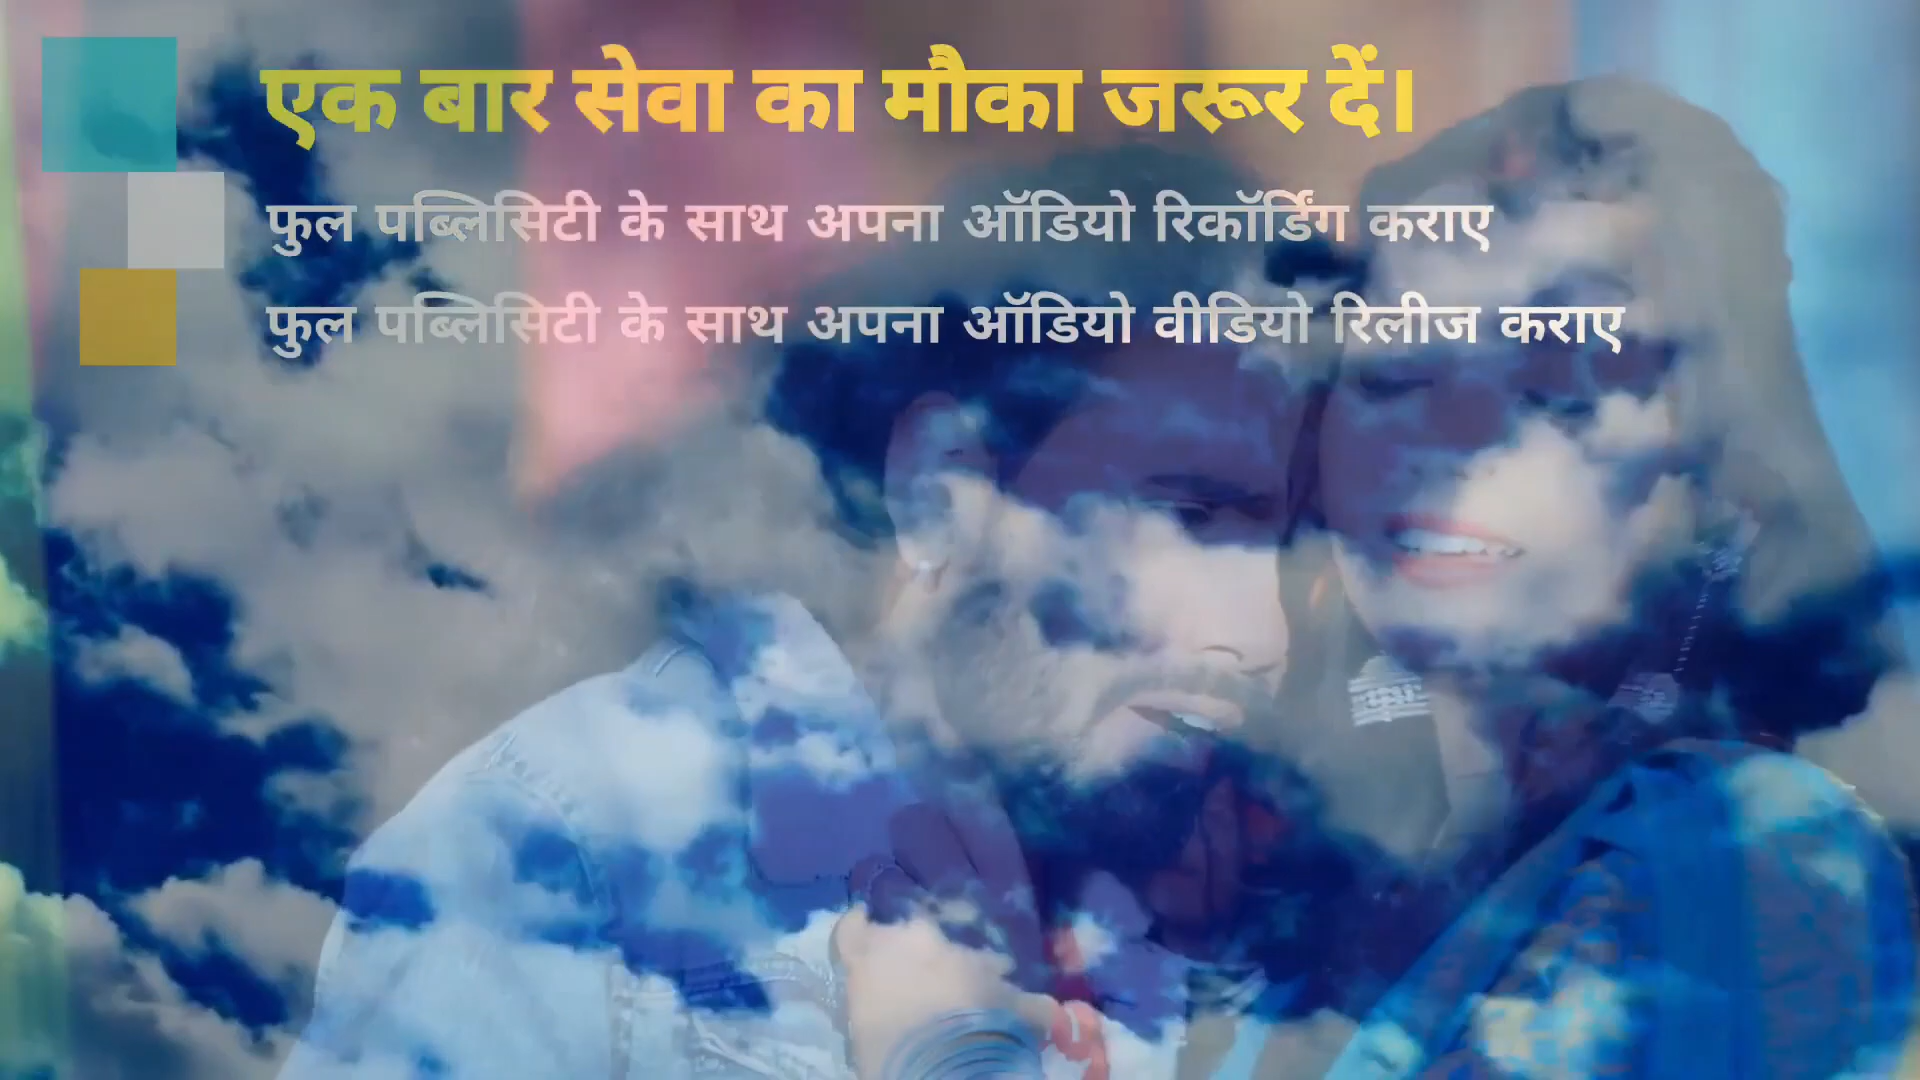 एक बार सेवा का मौका जरूर दें।
फुल पब्लिसिटी के साथ अपना ऑडियो रिकॉर्डिंग कराए
फुल पब्लिसिटी के साथ अपना ऑडियो वीडियो रिलीज कराए